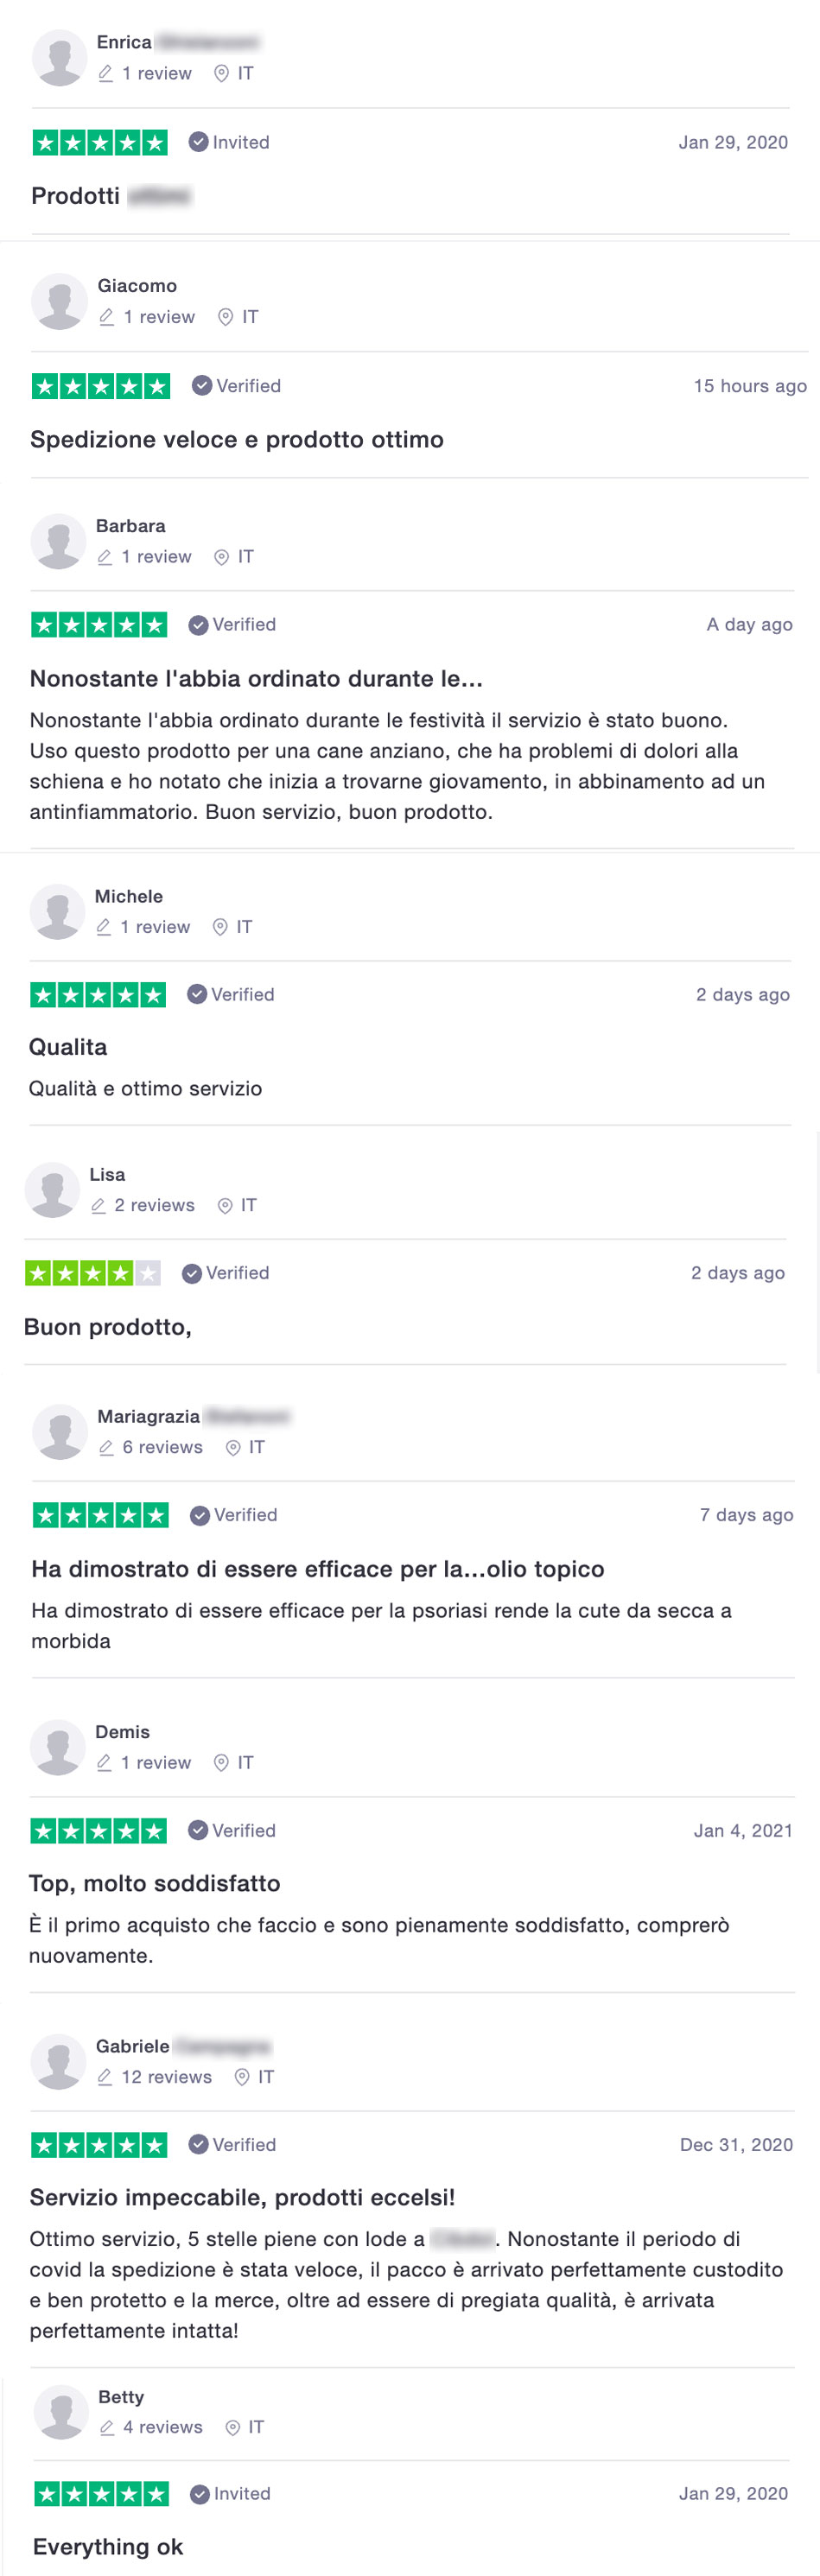 Enrica
1 review IT
Invited Jan 29, 2020
Prodotti
Giacomo
1 review IT
Verified 15 hours ago
Spedizione veloce e prodotto ottimo
Barbara
1 review IT
Verified A day ago
Nonostante l'abbia ordinato durante le...
Nonostante l'abbia ordinato durante le festività il servizio è stato buono.
Uso questo prodotto per una cane anziano, che ha problemi di dolori alla
schiena e ho notato che inizia a trovarne giovamento, in abbinamento ad un
antinfiammatorio. Buon servizio, buon prodotto.
Michele
1 review IT
Verified 2 days ago
Qualita
Qualità e ottimo servizio
Lisa
2 reviews IT
Verified 2 days ago
Buon prodotto,
Mariagrazia
6 reviews IT
Verified 7 days ago
Ha dimostrato di essere efficace per la...olio topico
Ha dimostrato di essere efficace per la psoriasi rende la cute da secca a
morbida
Demis
1 review IT
Verified Jan 4, 2021
Top, molto soddisfatto
È il primo acquisto che faccio e sono pienamente soddisfatto, comprerò
nuovamente.
Gabriele
12 reviews IT
Verified Dec 31, 2020
Servizio impeccabile, prodotti eccelsi!
Ottimo servizio, 5 stelle piene con lode a . Nonostante il periodo di
covid la spedizione è stata veloce, il pacco è arrivato perfettamente custodito
e ben protetto e la merce, oltre ad essere di pregiata qualità, è arrivata
perfettamente intatta!
Betty
4 reviews IT
Invited Jan 29, 2020
Everything ok